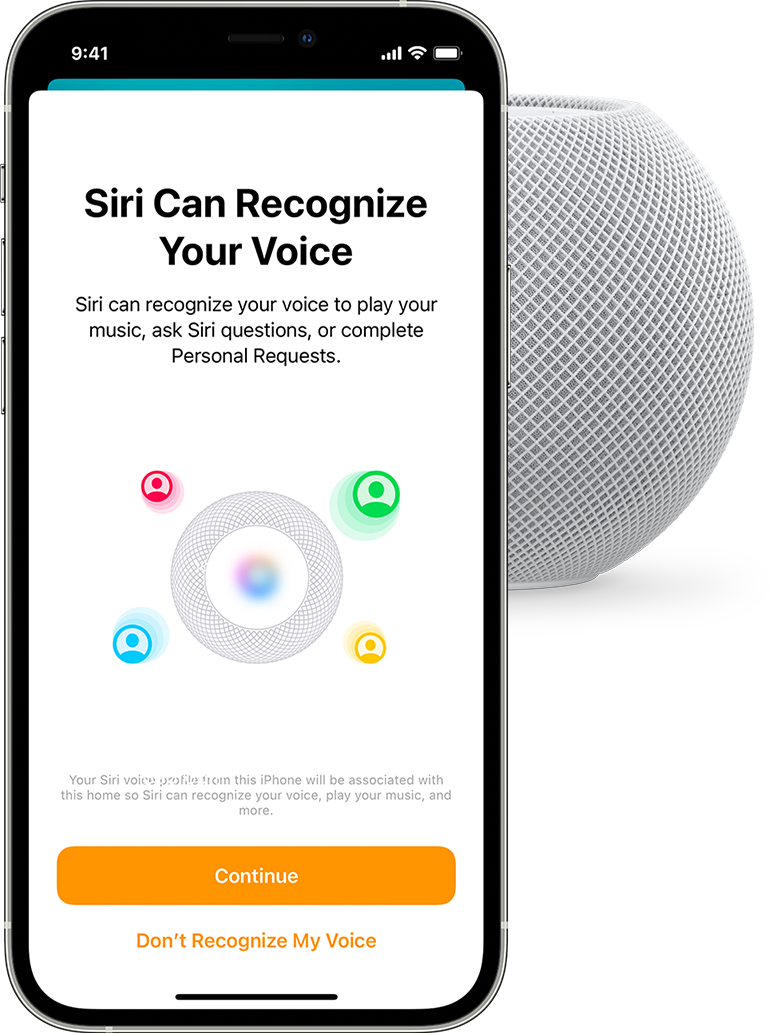 9:41
Siri Can Recognize
Your Voice
Siri can recognize your voice to play your
music, ask Siri questions, or complete
Personal Requests.
Your Siri voice profile from this iPhone will be associated with
this home so Siri can recognize your voice, play your music, and
more.
Continue
Don’t Recognize My Voice